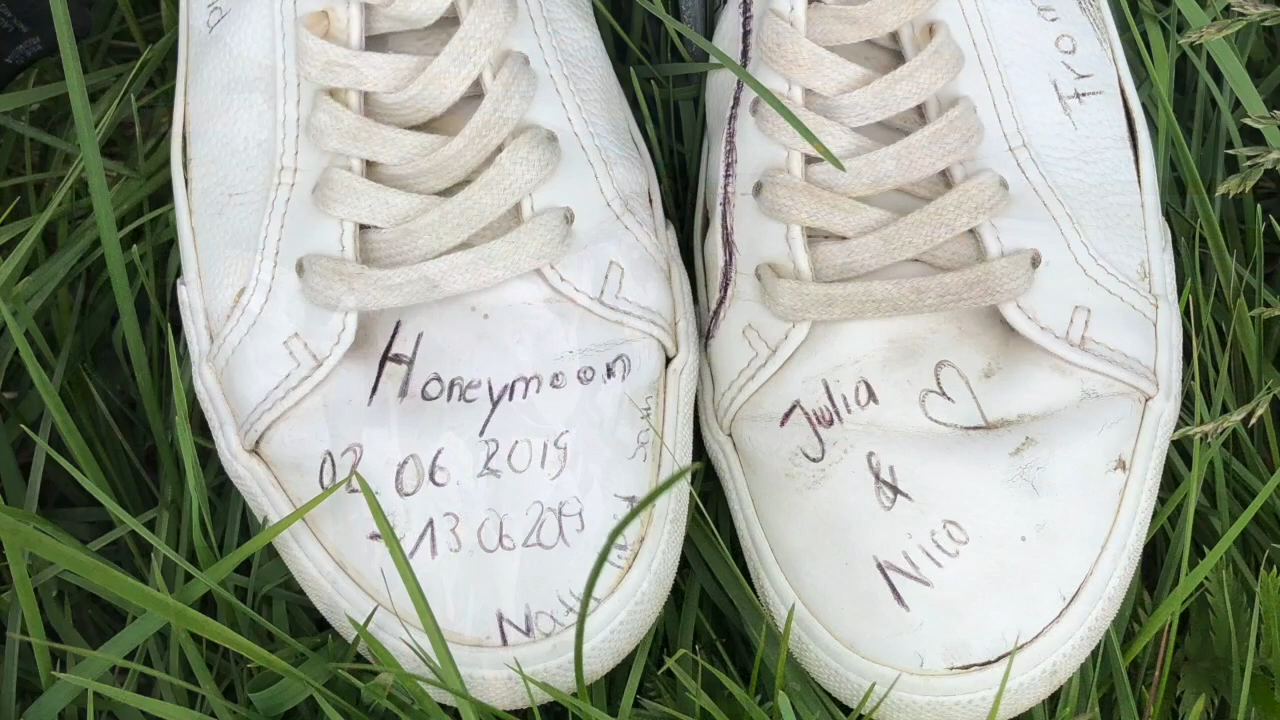 Honeymoon
02.06.2019
- 13.06.2019
Julia ♡
&
Nico